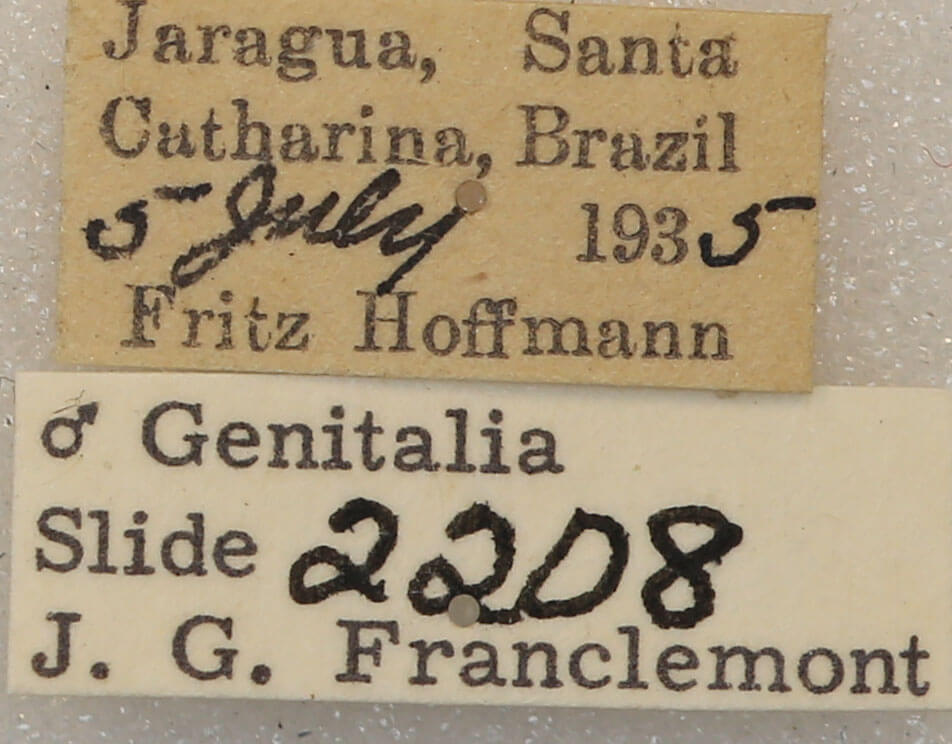 Jaragua, Santa
Catharina, Brazil
5 July 1935
Fritz Hoffmann
♂ Genitalia
Slide 2208
J. G. Franclemont